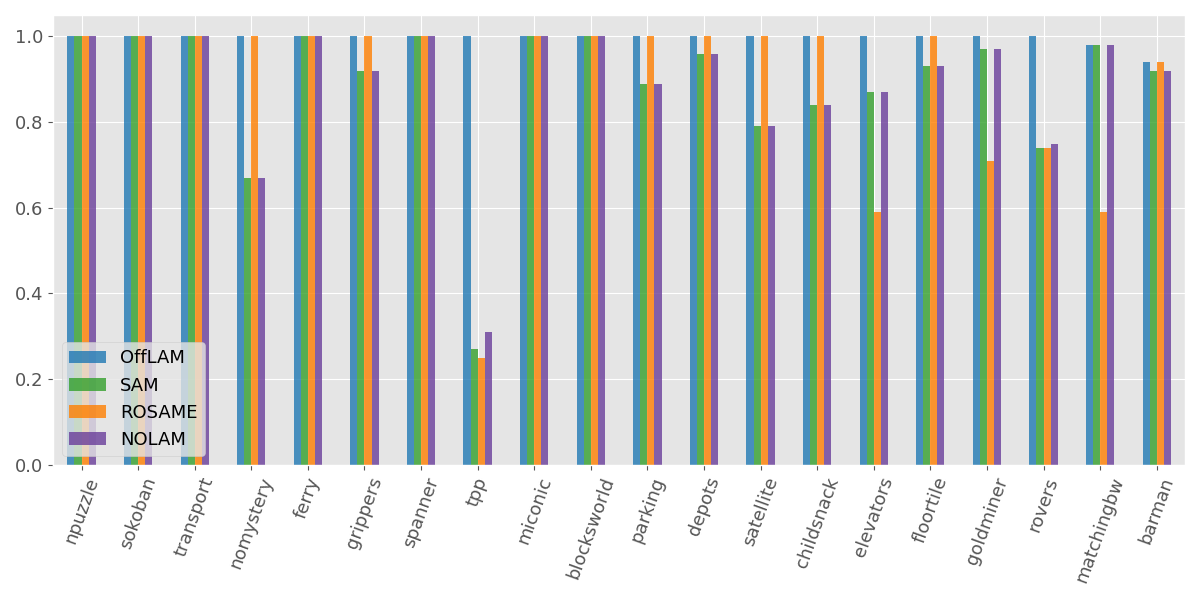 1.0
0.8
0.6
0.4
0.2
0.0
OffLAM
SAM
ROSAME
NOLAM
npuzzle
sokoban
transport
nomystery
ferry
grippers
spanner
tpp
miconic
blocksworld
parking
depots
satellite
childsnack
elevators
floortile
goldminer
rovers
matchingbw
barman